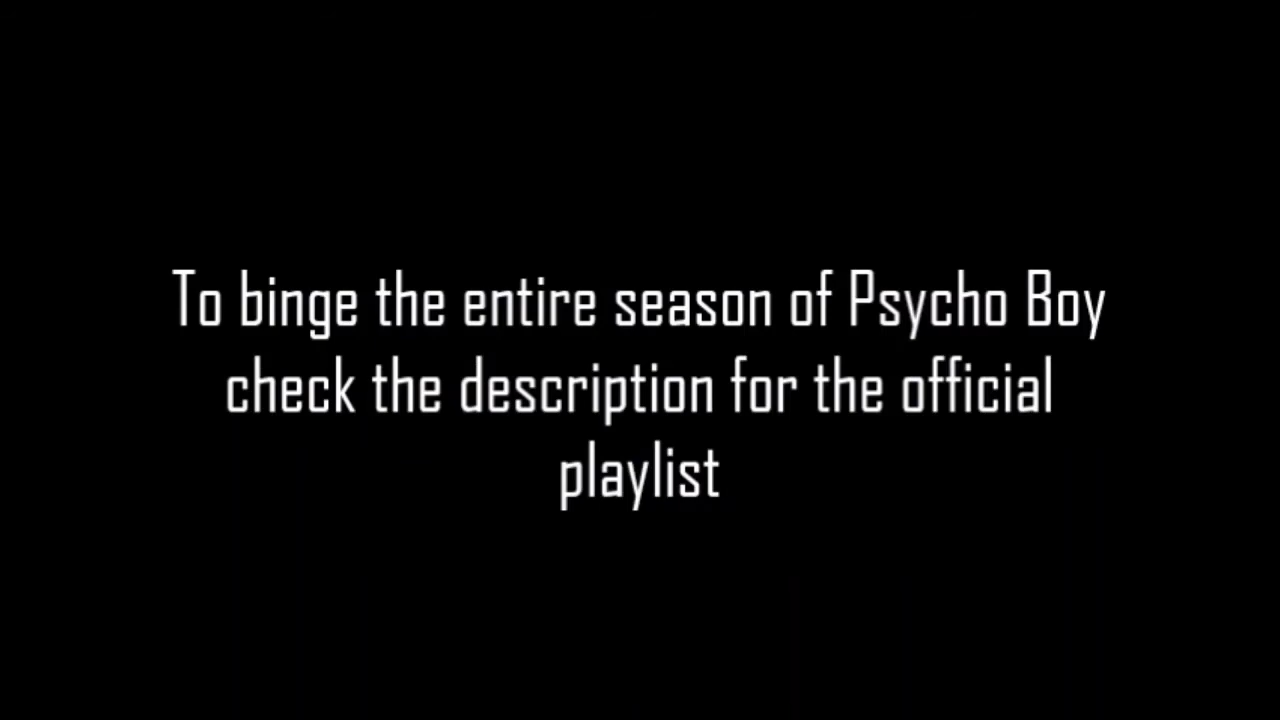 To binge the entire season of Psycho Boy
check the description for the official
playlist